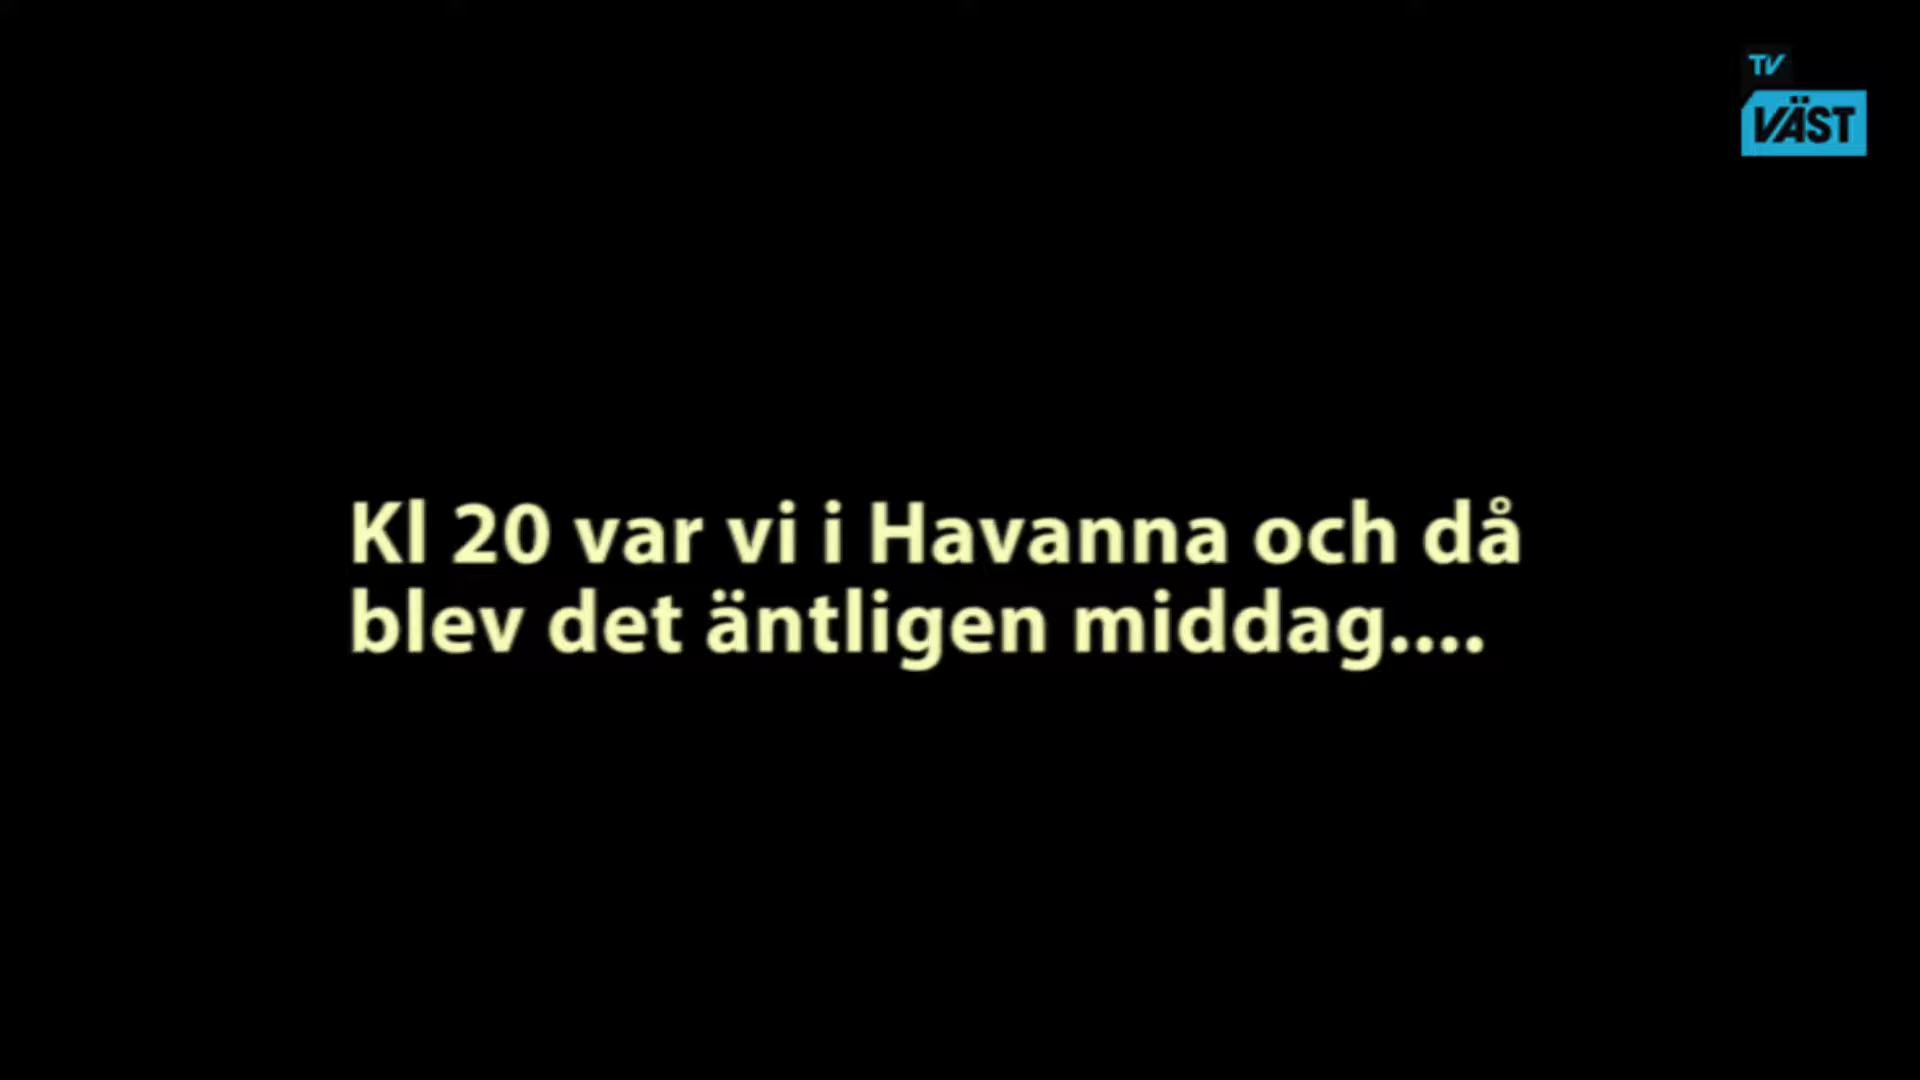 TV
VÄST
Kl 20 var vi i Havanna och då
blev det äntligen middag....